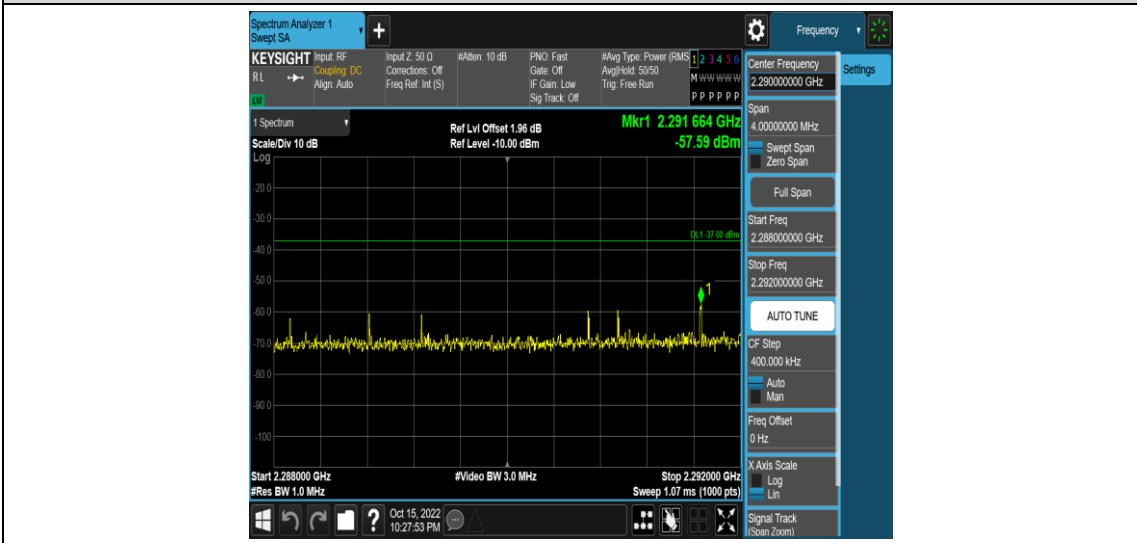 Spectrum Analyzer 1
Swept SA
+
Frequency
KEYSIGHT
RL
LXI
Input: RF
Coupling: DC
Align: Auto
Input Z: 50 Ω
Corrections: Off
Freq Ref: Int (S)
#Atten: 10 dB
PNO: Fast
Gate: Off
IF Gain: Low
Sig Track: Off
#Avg Type: Power (RMS
Avg|Hold: 50/50
Trig: Free Run
1 2 3 4 5 6
M W W W W W
P P P P P P
Center Frequency
2.290000000 GHz
Settings
Span
4.00000000 MHz
Swept Span
Zero Span
Full Span
Start Freq
2.288000000 GHz
Stop Freq
2.292000000 GHz
AUTO TUNE
CF Step
400.000 kHz
Auto
Man
Freq Offset
0 Hz
X Axis Scale
Log
Lin
Signal Track
(Span Zoom)
1 Spectrum
Scale/Div 10 dB
Log
Ref Lvl Offset 1.96 dB
Ref Level -10.00 dBm
Mkr1 2.291 664 GHz
-57.59 dBm
-20.0
-30.0
DL1 -37.00 dBm
-40.0
-50.0
1
-60.0
-70.0
-80.0
-90.0
-100
Start 2.288000 GHz
#Video BW 3.0 MHz
Stop 2.292000 GHz
#Res BW 1.0 MHz
Sweep 1.07 ms (1000 pts)
?
Oct 15, 2022
10:27:53 PM